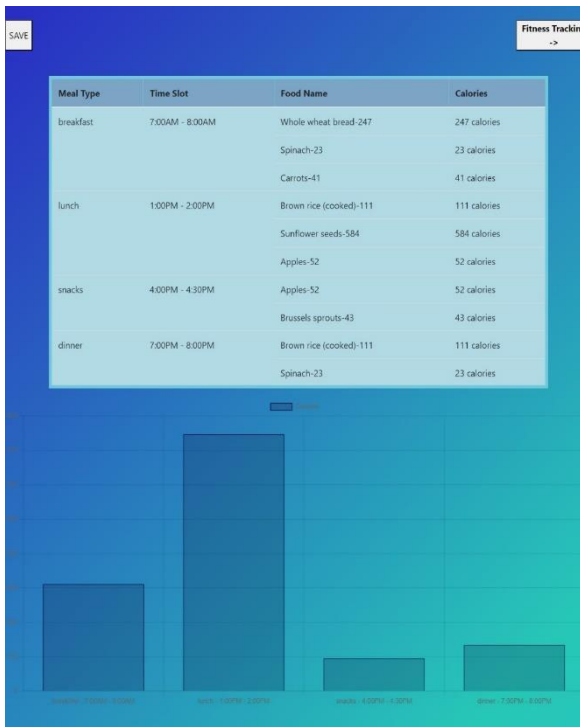 SAVE
Fitness Trackin
->
Meal Type Time Slot Food Name Calories
breakfast 7:00AM - 8:00AM Whole wheat bread-247 247 calories
Spinach-23 23 calories
Carrots-41 41 calories
lunch 1:00PM - 2:00PM Brown rice (cooked)-111 111 calories
Sunflower seeds-584 584 calories
Apples-52 52 calories
snacks 4:00PM - 4:30PM Apples-52 52 calories
Brussels sprouts-43 43 calories
dinner 7:00PM - 8:00PM Brown rice (cooked)-111 111 calories
Spinach-23 23 calories